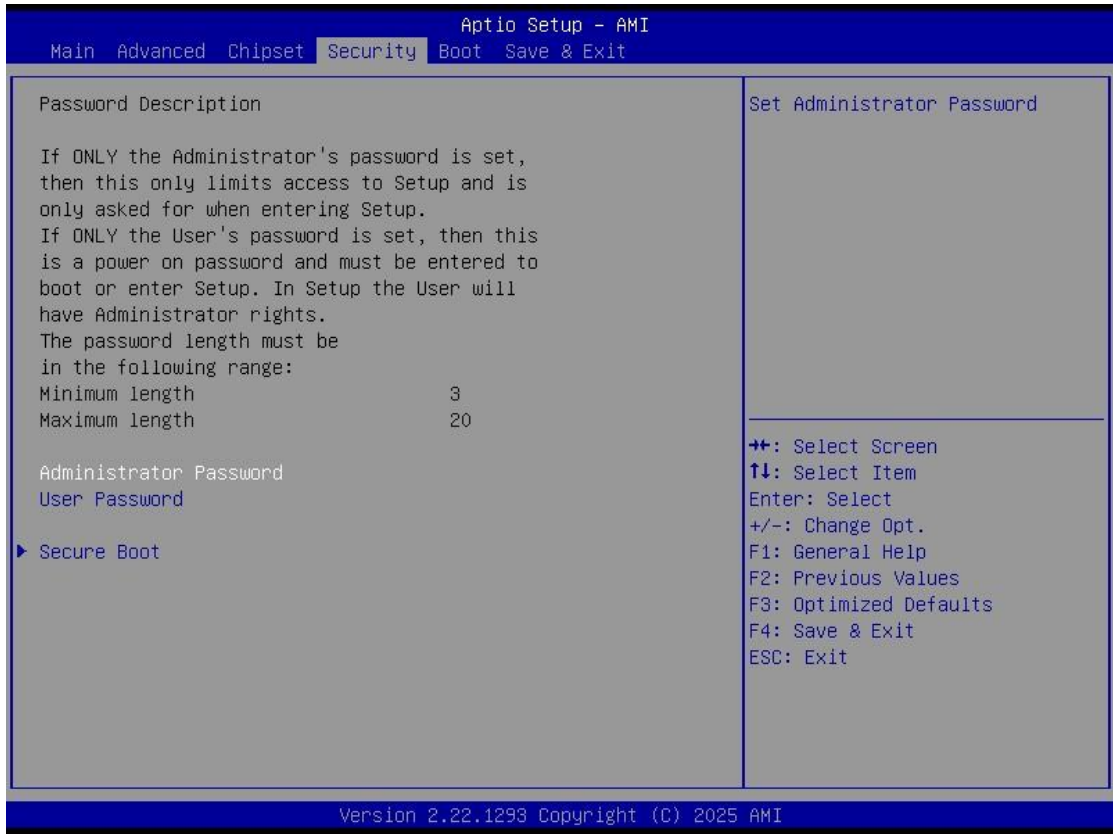 Aptio Setup - AMI
Main Advanced Chipset Security Boot Save & Exit
Password Description
If ONLY the Administrator's password is set,
then this only limits access to Setup and is
only asked for when entering Setup.
If ONLY the User's password is set, then this
is a power on password and must be entered to
boot or enter Setup. In Setup the User will
have Administrator rights.
The password length must be
in the following range:
Minimum length 3
Maximum length 20
Administrator Password
User Password
Secure Boot
Set Administrator Password
→←: Select Screen
↑↓: Select Item
Enter: Select
+/-: Change Opt.
F1: General Help
F2: Previous Values
F3: Optimized Defaults
F4: Save & Exit
ESC: Exit
Version 2.22.1293 Copyright (C) 2025 AMI